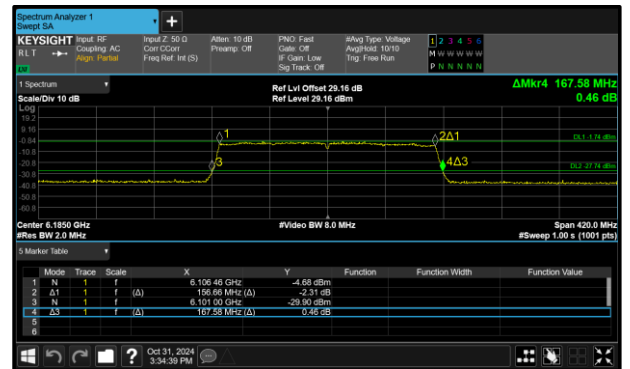 Spectrum Analyzer 1
Swept SA
+
KEYSIGHT Input: RF Input Z: 50 Ω Atten: 10 dB PNO: Fast #Avg Type: Voltage 1 2 3 4 5 6
RLT Coupling: AC Corr CCorr Preamp: Off Gate: Off Avg|Hold: 10/10 M W W W W W
Align: Partial Freq Ref: Int (S) IF Gain: Low Trig: Free Run
Sig Track: Off P N N N N N
1 Spectrum Ref Lvl Offset 29.16 dB ΔMkr4 167.58 MHz
Scale/Div 10 dB Ref Level 29.16 dBm 0.46 dB
Log
19.2
9.16
-0.84 1 2Δ1 DL1 -1.74 dBm
-10.8
-20.8 3 4Δ3 DL2 -27.74 dBm
-30.8
-40.8
-50.8
-60.8
Center 6.1850 GHz #Video BW 8.0 MHz Span 420.0 MHz
#Res BW 2.0 MHz #Sweep 1.00 s (1001 pts)
5 Marker Table
Mode Trace Scale X Y Function Function Width Function Value
1 N 1 f 6.106 46 GHz -4.68 dBm
2 Δ1 1 f (Δ) 156.66 MHz (Δ) -2.31 dB
3 N 1 f 6.101 00 GHz -29.90 dBm
4 Δ3 1 f (Δ) 167.58 MHz (Δ) 0.46 dB
5
6
? Oct 31, 2024
3:34:39 PM